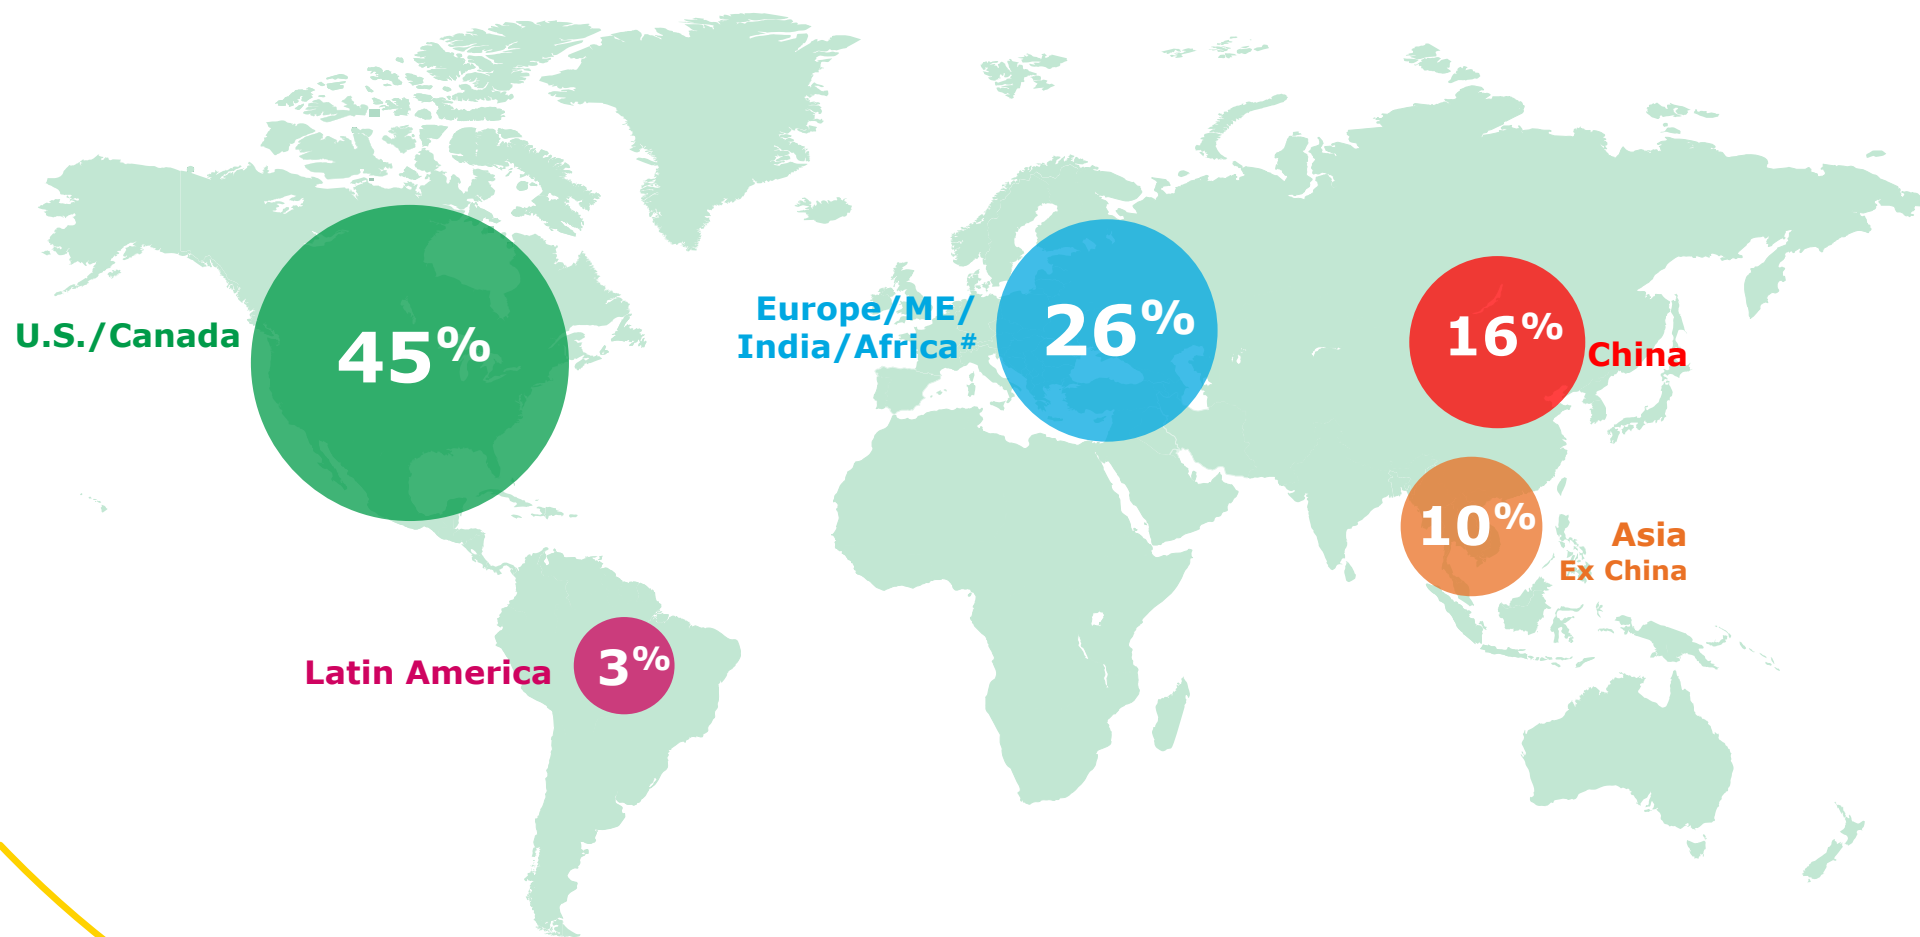 U.S./Canada
45%
Europe/ME/
India/Africa#
26%
16%
China
10%
Asia
Ex China
Latin America
3%